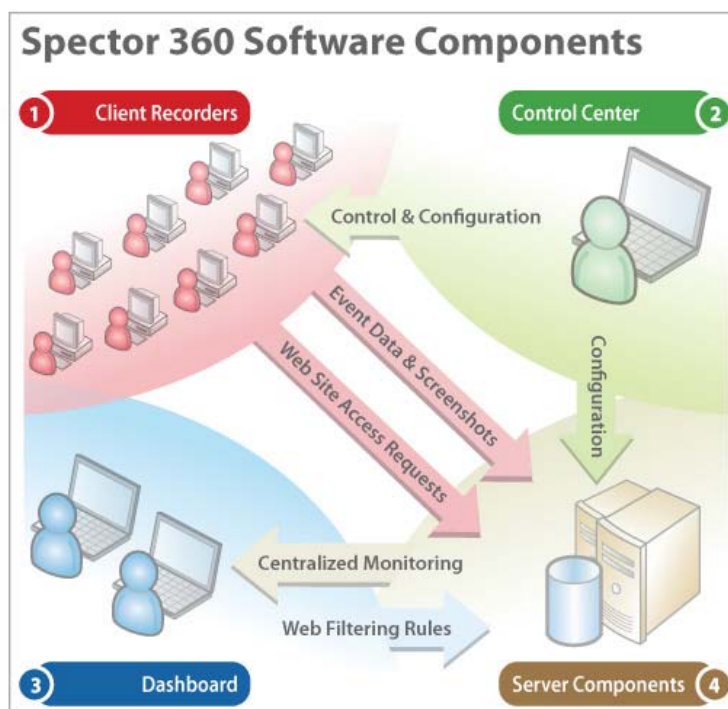 Spector 360 Software Components
1 Client Recorders
Control Center 2
Control & Configuration
Event Data & Screenshots
Web Site Access Requests
Configuration
Centralized Monitoring
Web Filtering Rules
3 Dashboard
Server Components 4